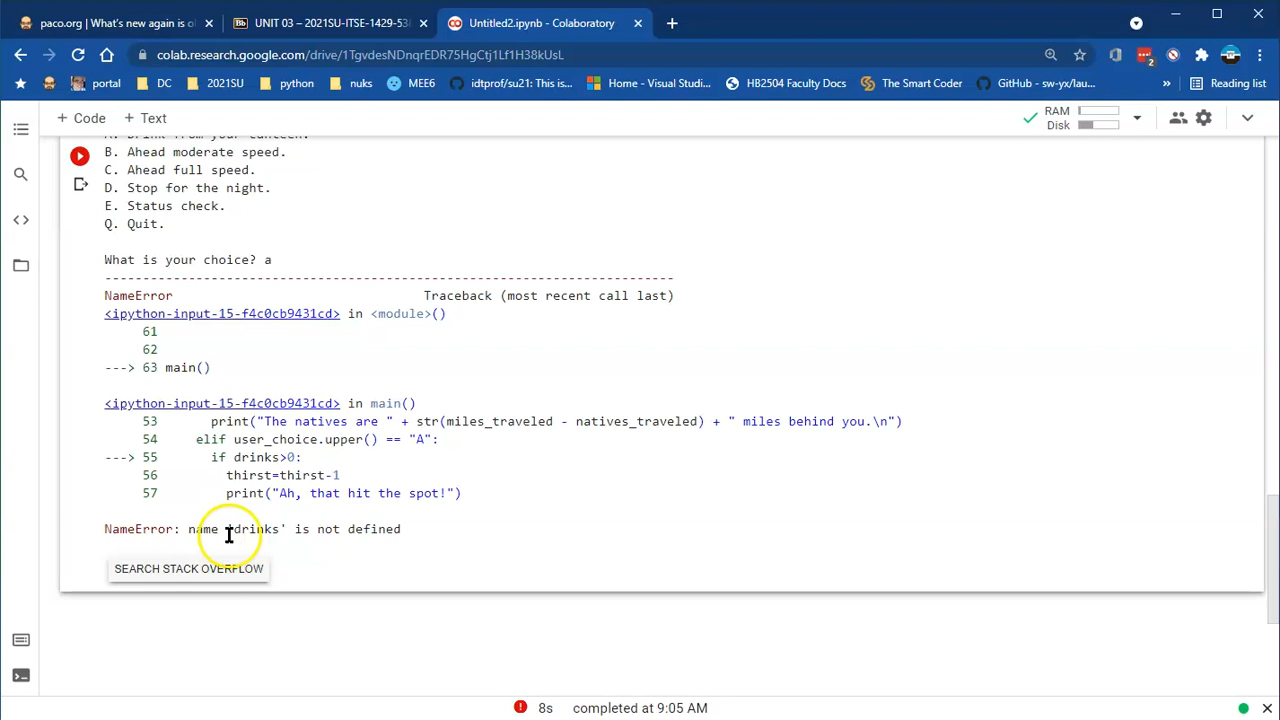 paco.org | What's new again is o
UNIT 03 – 2021SU-ITSE-1429-53
Untitled2.ipynb - Colaboratory
colab.research.google.com/drive/1TgvdesNDnqrEDR75HgCtj1Lf1H38kUsL
portal
DC
2021SU
python
nuks
MEE6
idtprof/su21: This is...
Home - Visual Studi...
HB2504 Faculty Docs
The Smart Coder
GitHub - sw-yx/lau...
»
Reading list
+ Code + Text
RAM
Disk
A. Drink from your canteen.
B. Ahead moderate speed.
C. Ahead full speed.
D. Stop for the night.
E. Status check.
Q. Quit.
What is your choice? a
---------------------------------------------------------------------------
NameError Traceback (most recent call last)
<ipython-input-15-f4c0cb9431cd> in <module>()
61
62
---> 63 main()
<ipython-input-15-f4c0cb9431cd> in main()
53 print("The natives are " + str(miles_traveled - natives_traveled) + " miles behind you.\n")
54 elif user_choice.upper() == "A":
---> 55 if drinks>0:
56 thirst=thirst-1
57 print("Ah, that hit the spot!")
NameError: name 'drinks' is not defined
SEARCH STACK OVERFLOW
8s completed at 9:05 AM